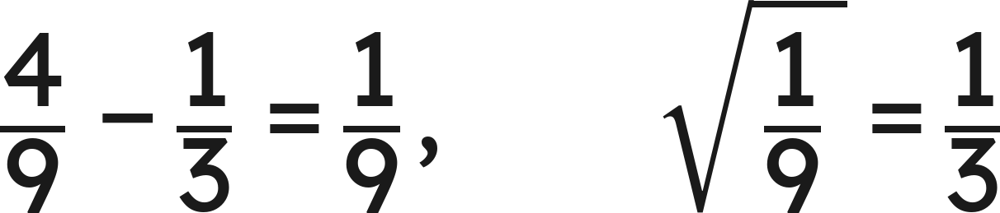 4/9 − 1/3 = 1/9, √(1/9) = 1/3